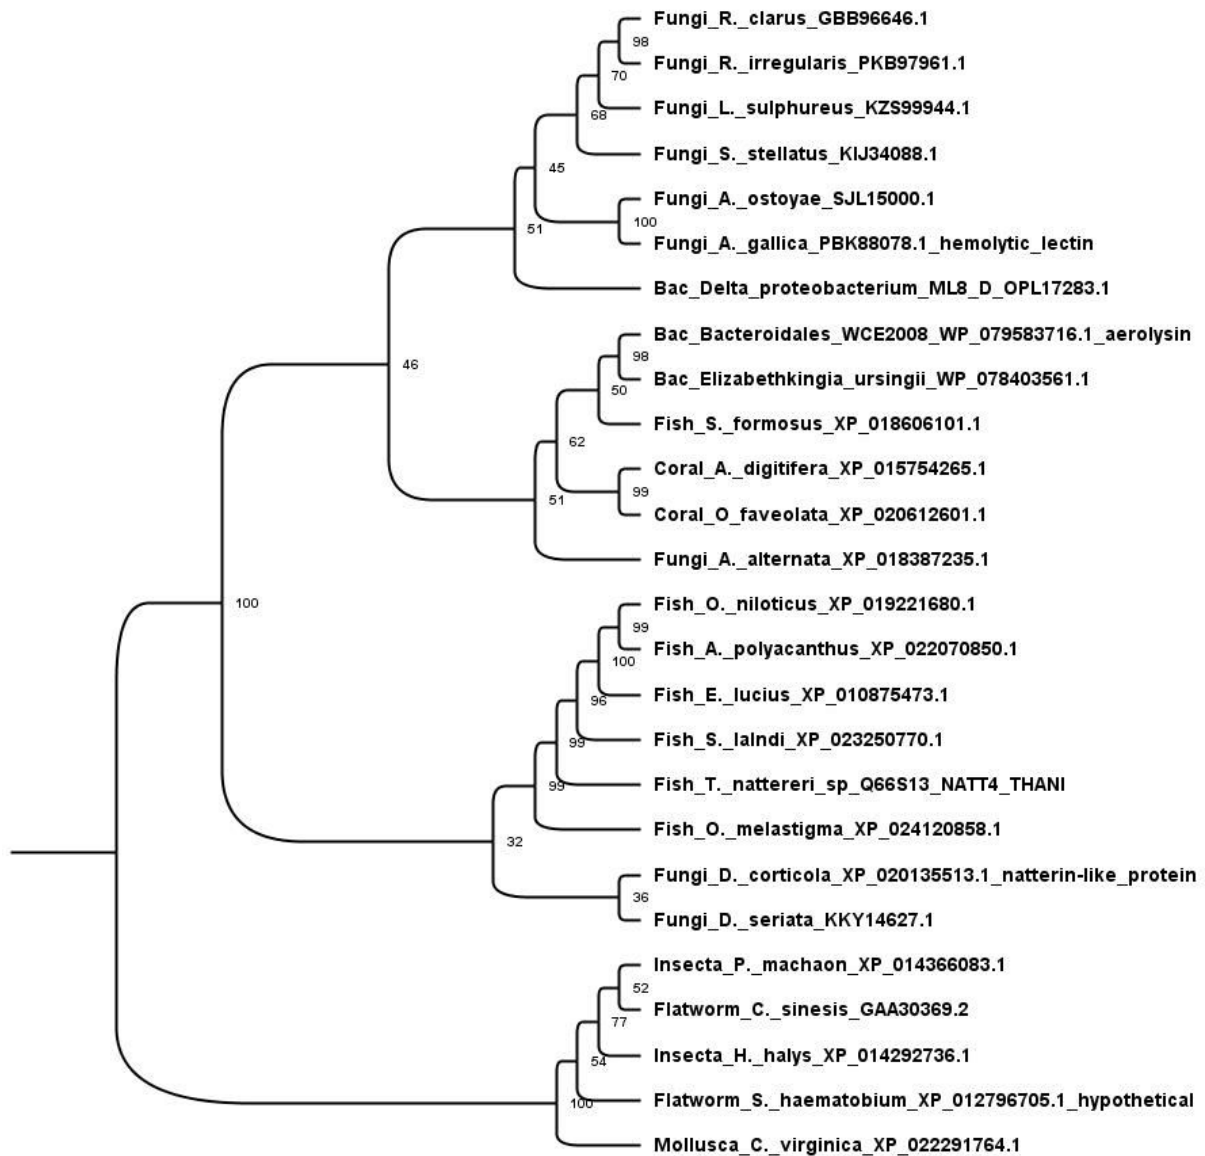 Fungi_R._clarus_GBB96646.1
98
Fungi_R._irregularis_PKB97961.1
70
Fungi_L._sulphureus_KZS99944.1
68
Fungi_S._stellatus_KIJ34088.1
45
Fungi_A._ostoyae_SJL15000.1
100
51
Fungi_A._gallica_PBK88078.1_hemolytic_lectin
Bac_Delta_proteobacterium_ML8_D_OPL17283.1
Bac_Bacteroidales_WCE2008_WP_079583716.1_aerolysin
98
46
Bac_Elizabethkingia_ursingii_WP_078403561.1
50
Fish_S._formosus_XP_018606101.1
62
Coral_A._digitifera_XP_015754265.1
99
51
Coral_O_faveolata_XP_020612601.1
Fungi_A._alternata_XP_018387235.1
100
Fish_O._niloticus_XP_019221680.1
99
Fish_A._polyacanthus_XP_022070850.1
100
Fish_E._lucius_XP_010875473.1
96
Fish_S._lalndi_XP_023250770.1
99
Fish_T._nattereri_sp_Q66S13_NATT4_THANI
99
Fish_O._melastigma_XP_024120858.1
32
Fungi_D._corticola_XP_020135513.1_natterin-like_protein
36
Fungi_D._seriata_KKY14627.1
Insecta_P._machaon_XP_014366083.1
52
Flatworm_C._sinesis_GAA30369.2
77
Insecta_H._halys_XP_014292736.1
54
Flatworm_S._haematobium_XP_012796705.1_hypothetical
100
Mollusca_C._virginica_XP_022291764.1